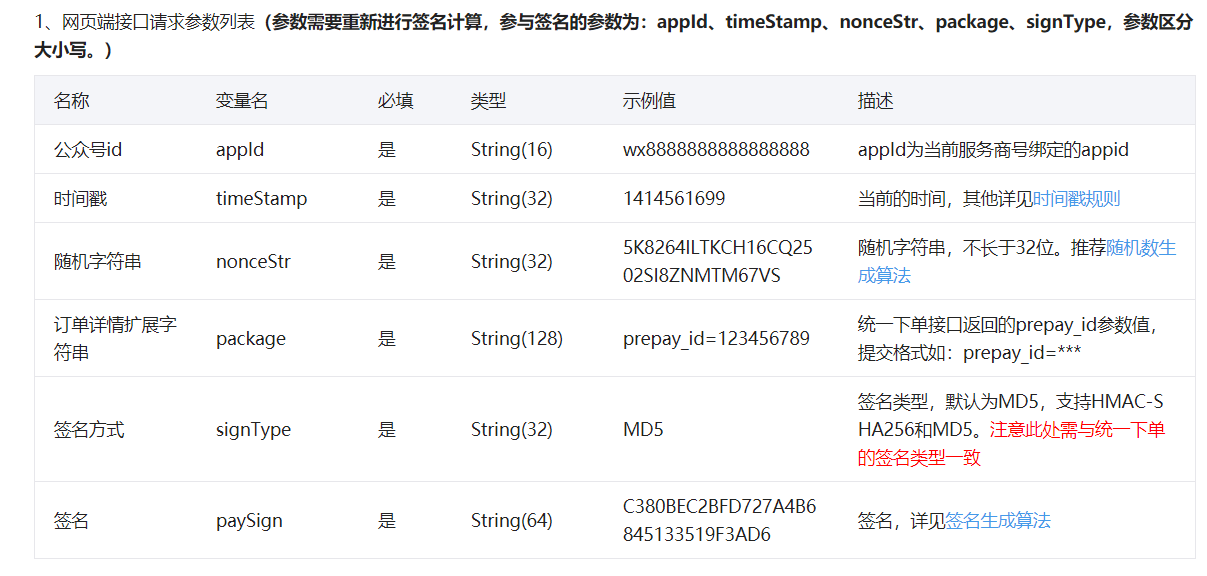 1、网页端接口请求参数列表（参数需要重新进行签名计算，参与签名的参数为：appId、timeStamp、nonceStr、package、signType，参数区分
大小写。）
名称 变量名 必填 类型 示例值 描述
公众号id appId 是 String(16) wx8888888888888888 appId为当前服务商号绑定的appid
时间戳 timeStamp 是 String(32) 1414561699 当前的时间，其他详见时间戳规则
随机字符串 nonceStr 是 String(32) 5K8264ILTKCH16CQ25
02SI8ZNMTM67VS 随机字符串，不长于32位。推荐随机数生
成算法
订单详情扩展字
符串 package 是 String(128) prepay_id=123456789 统一下单接口返回的prepay_id参数值，
提交格式如：prepay_id=***
签名方式 signType 是 String(32) MD5 签名类型，默认为MD5，支持HMAC-S
HA256和MD5。注意此处需与统一下单
的签名类型一致
签名 paySign 是 String(64) C380BEC2BFD727A4B6
845133519F3AD6 签名，详见签名生成算法